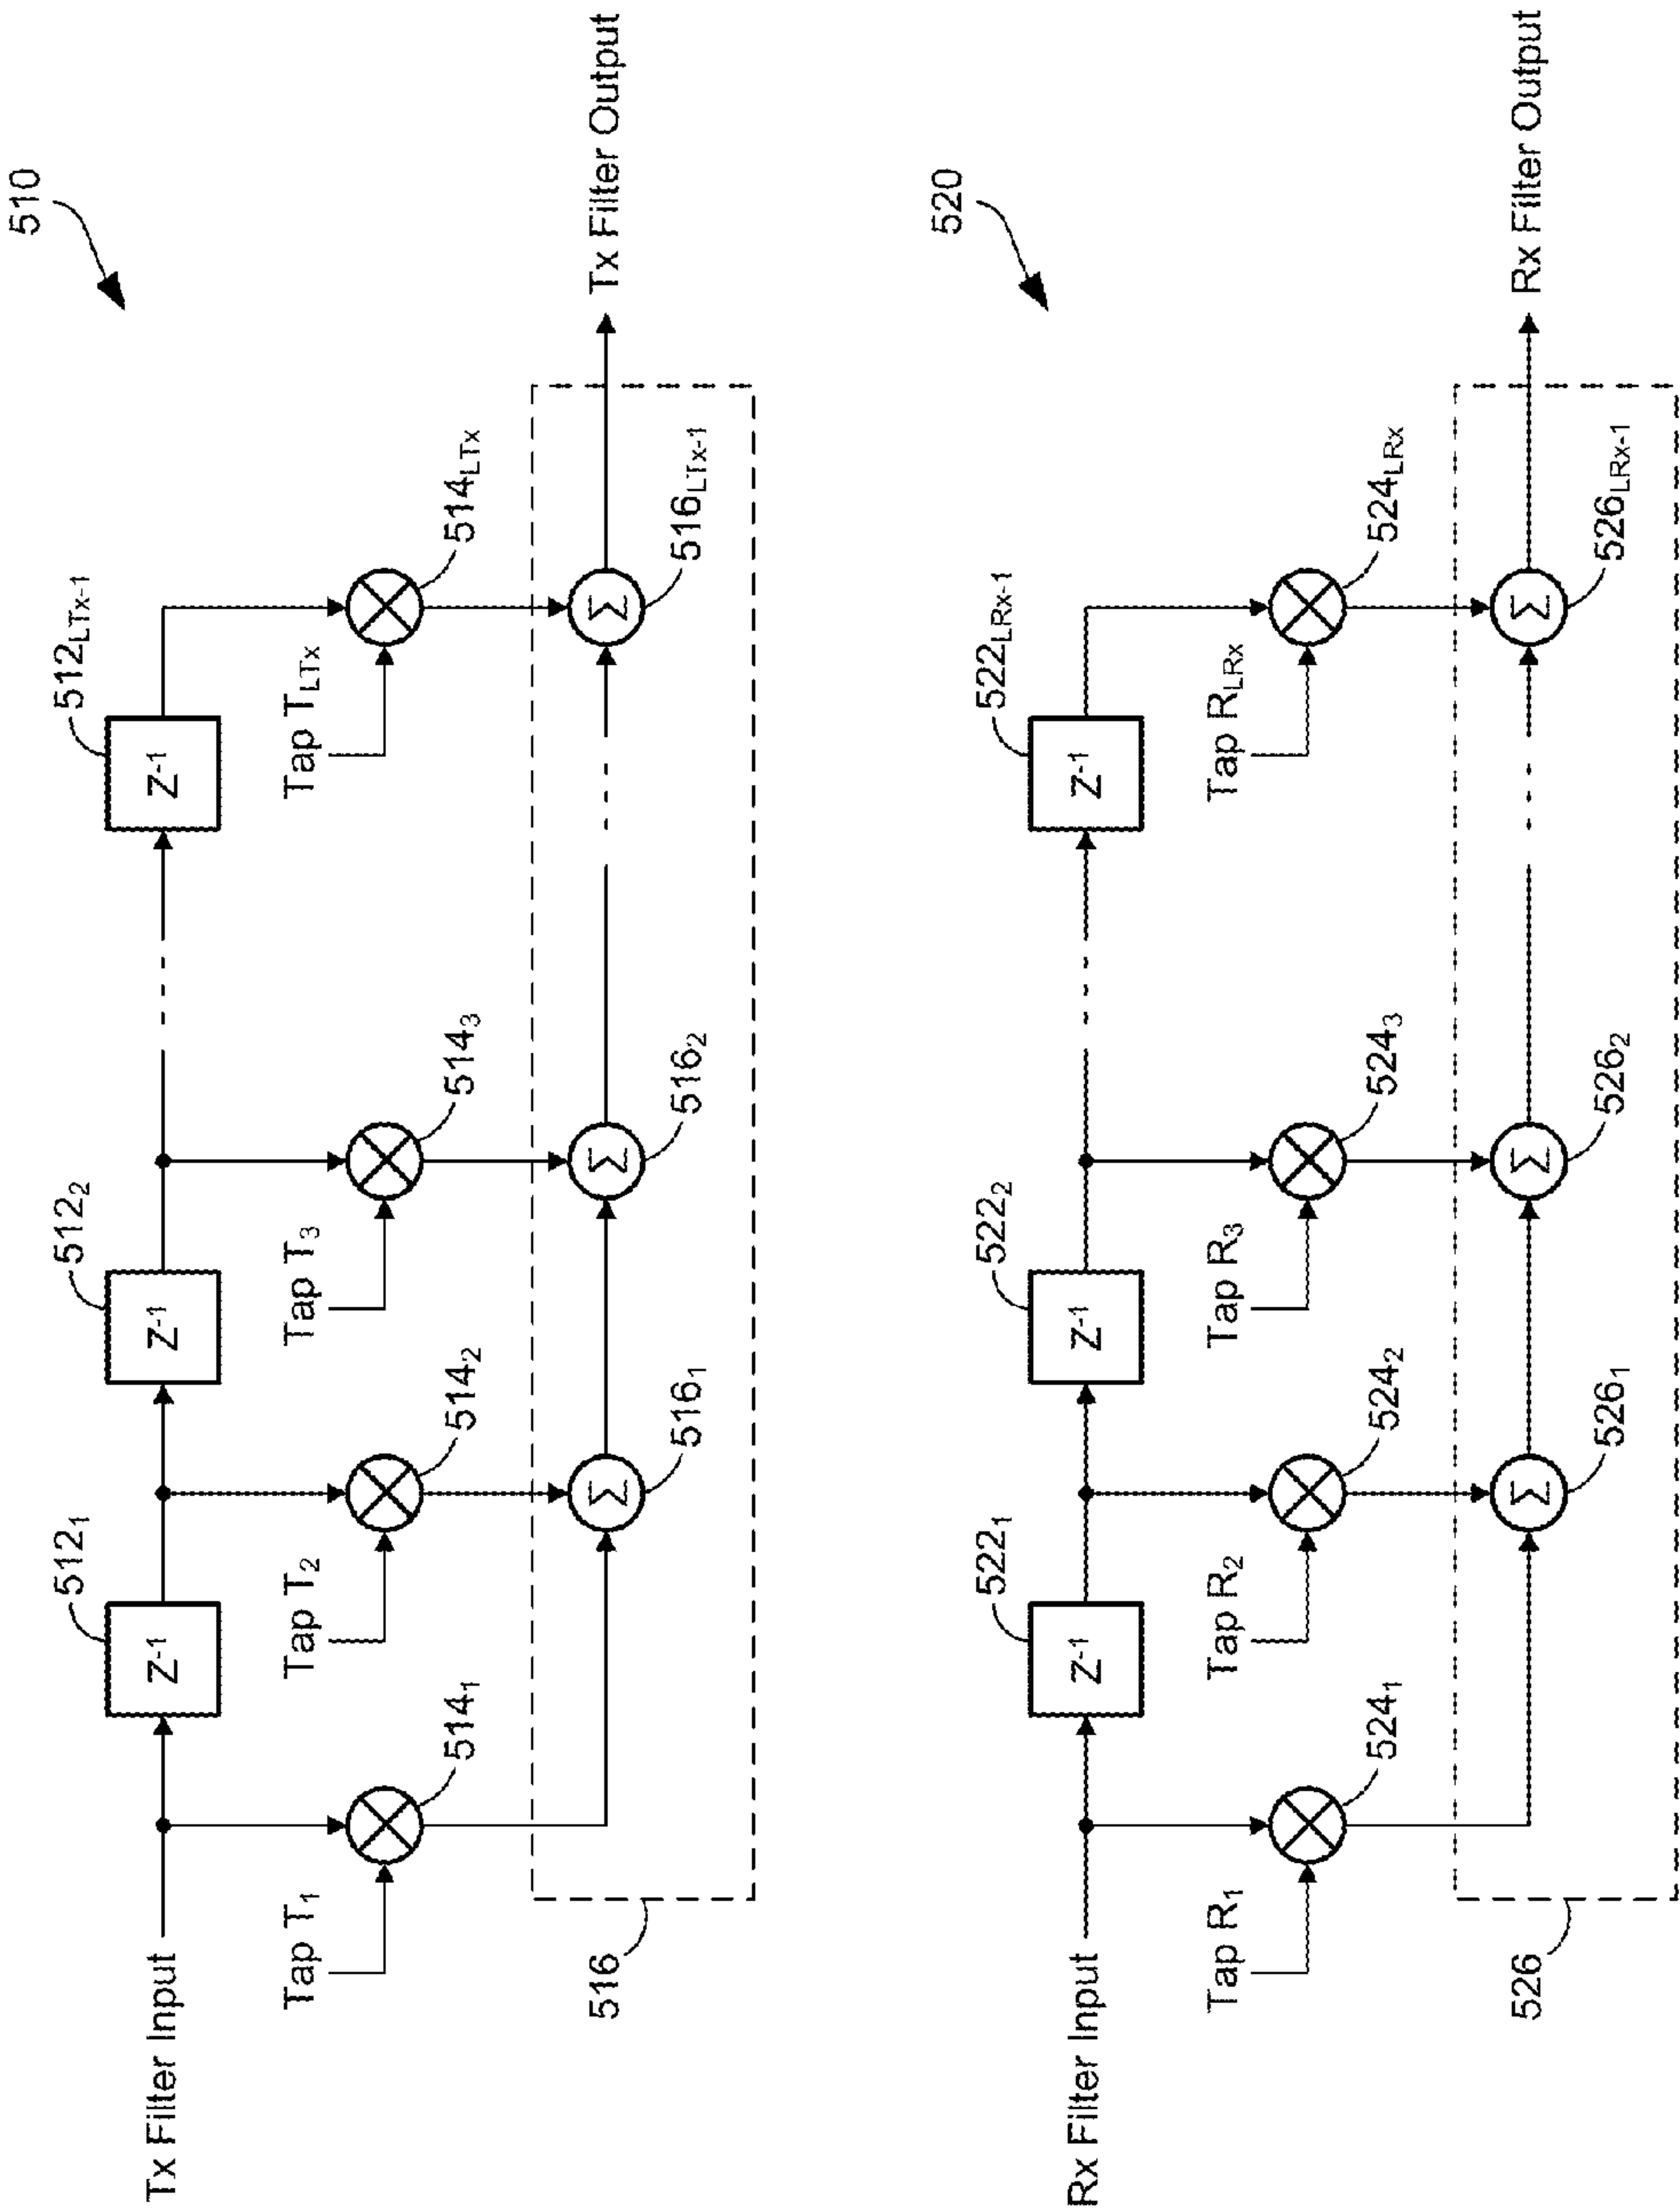 510
512₁
512₂
512LTx-1
Z⁻¹
Z⁻¹
Z⁻¹
Tx Filter Input
Tap T₁
Tap T₂
Tap T₃
Tap TLTx
514₁
514₂
514₃
514LTx
Tx Filter Output
Σ
Σ
Σ
516
516₁
516₂
516LTx-1
520
522₁
522₂
522LRx-1
Z⁻¹
Z⁻¹
Z⁻¹
Rx Filter Input
Tap R₁
Tap R₂
Tap R₃
Tap RLRx
524₁
524₂
524₃
524LRx
Rx Filter Output
Σ
Σ
Σ
526
526₁
526₂
526LRx-1